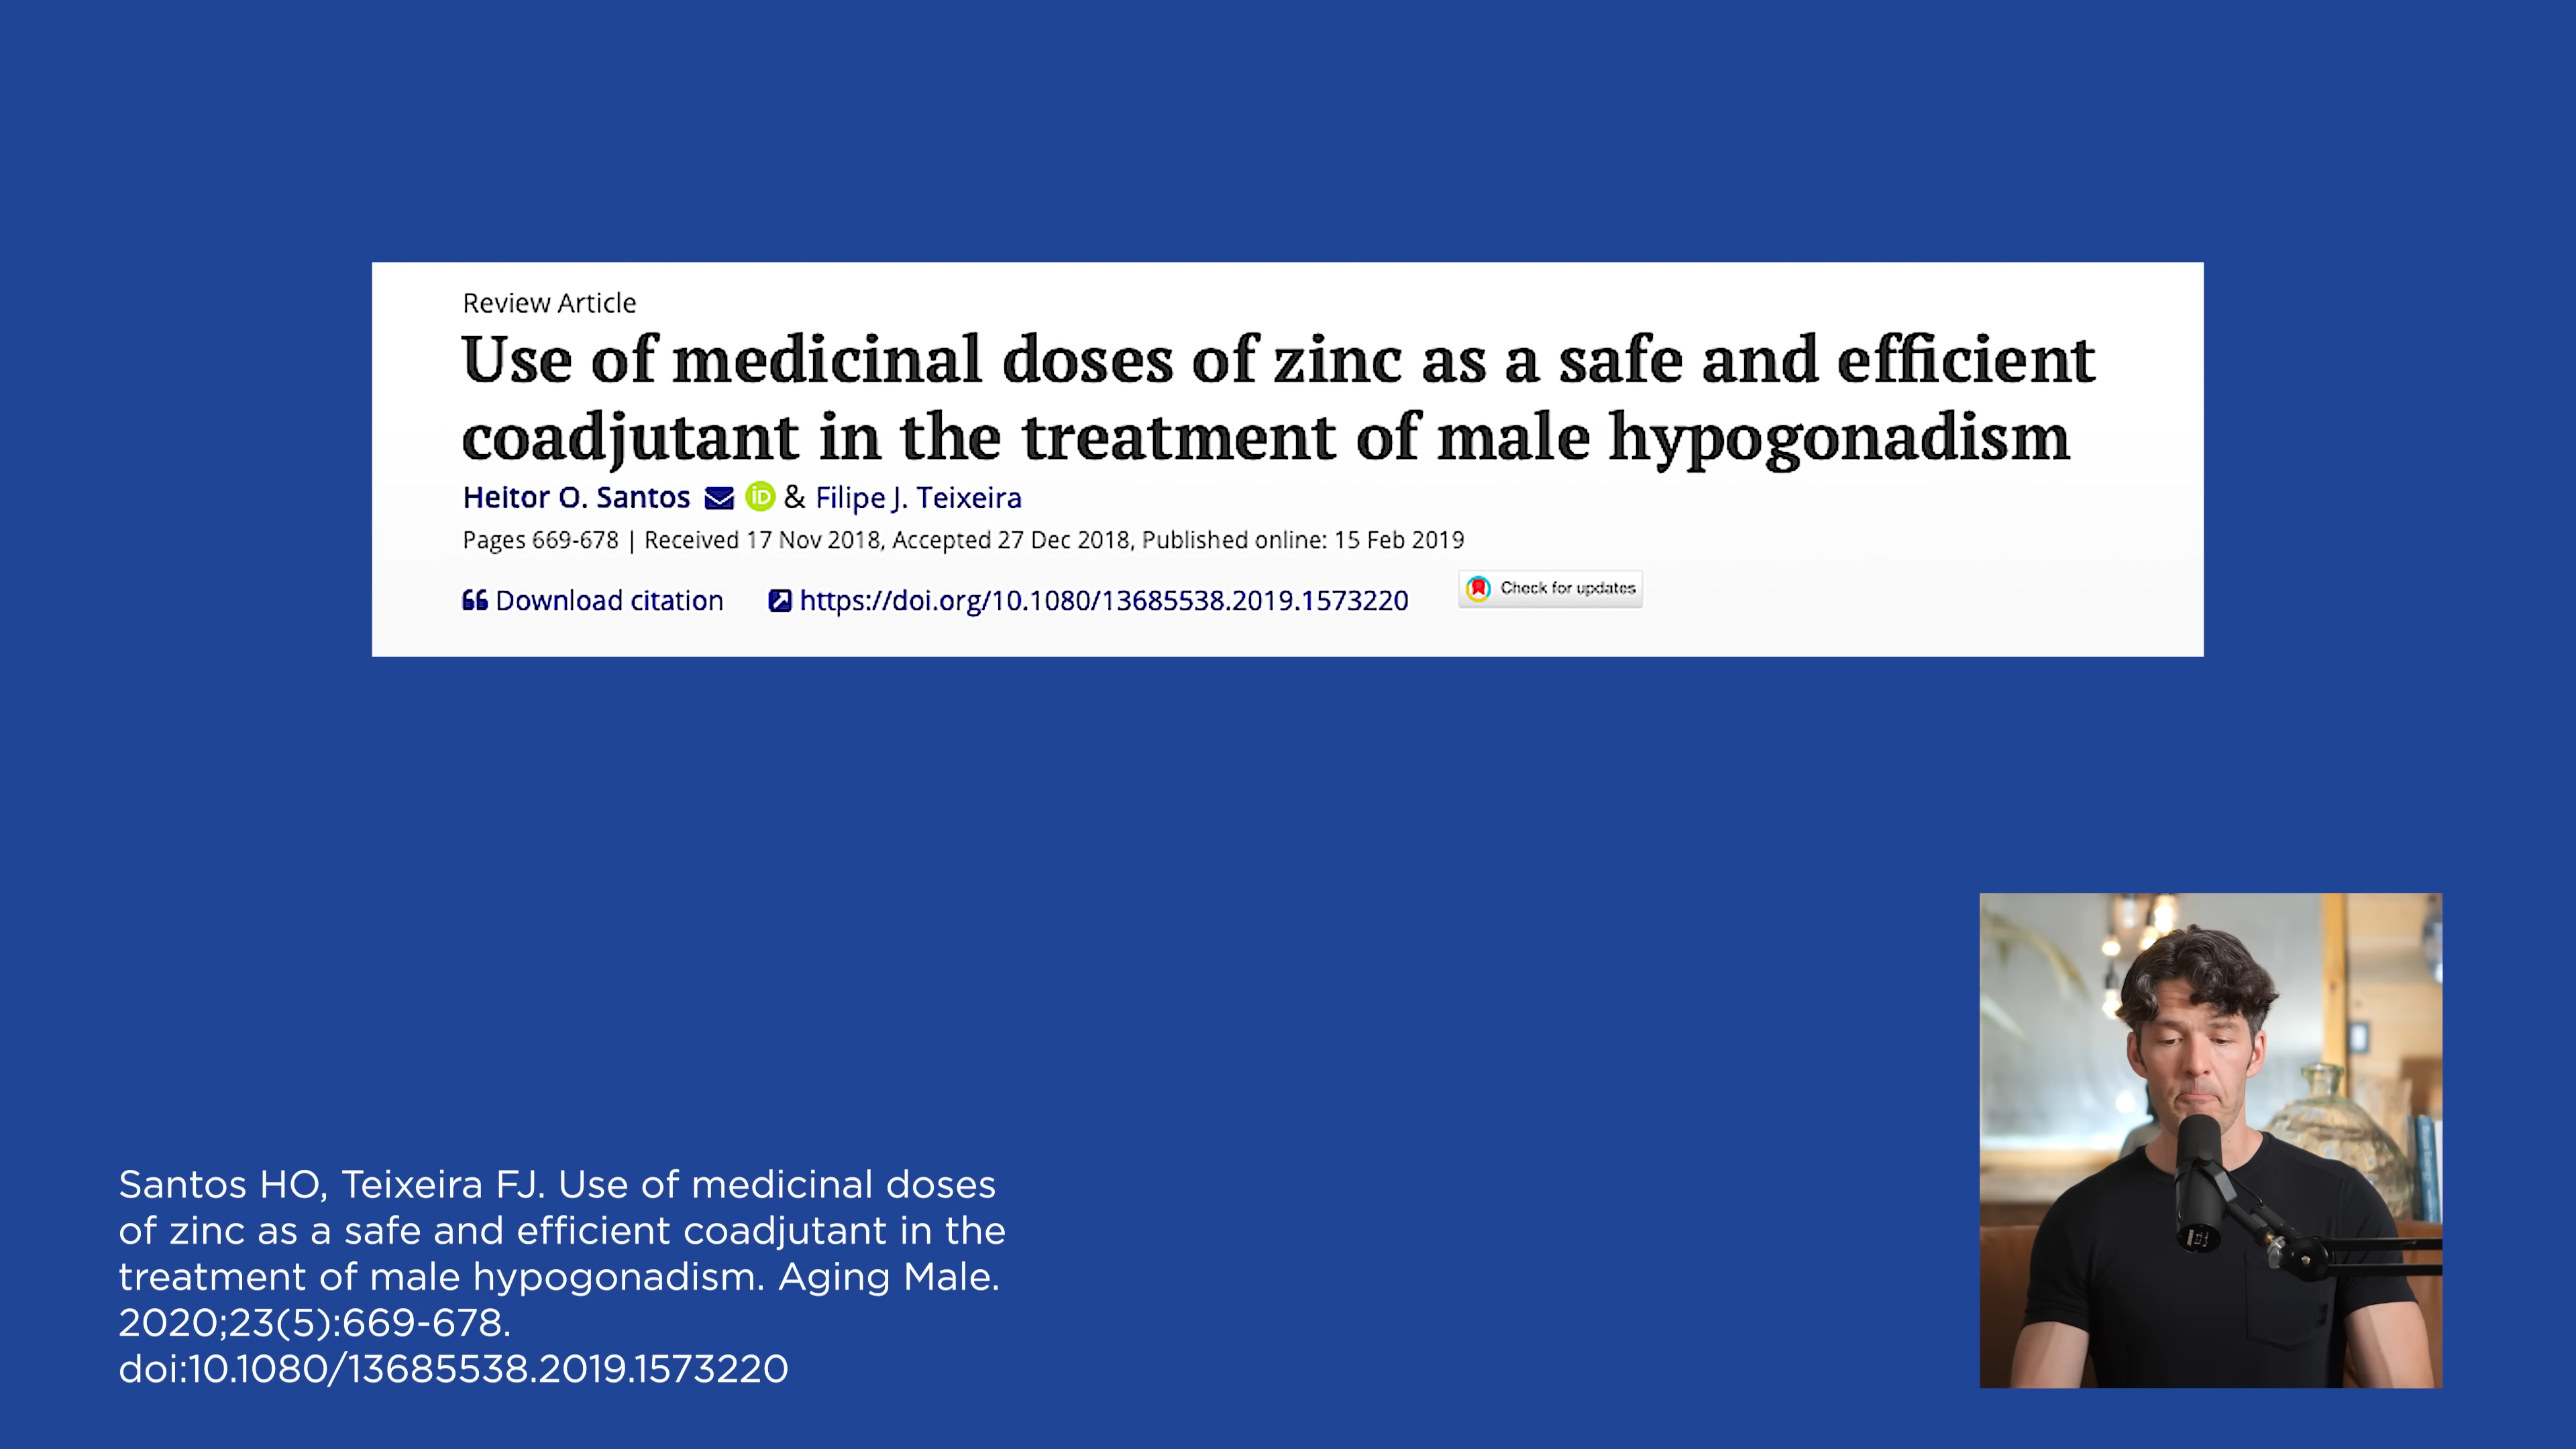 Review Article
Use of medicinal doses of zinc as a safe and efficient
coadjutant in the treatment of male hypogonadism
Heitor O. Santos iD & Filipe J. Teixeira
Pages 669-678 | Received 17 Nov 2018, Accepted 27 Dec 2018, Published online: 15 Feb 2019
Download citation https://doi.org/10.1080/13685538.2019.1573220 Check for updates
Santos HO, Teixeira FJ. Use of medicinal doses
of zinc as a safe and efficient coadjutant in the
treatment of male hypogonadism. Aging Male.
2020;23(5):669-678.
doi:10.1080/13685538.2019.1573220